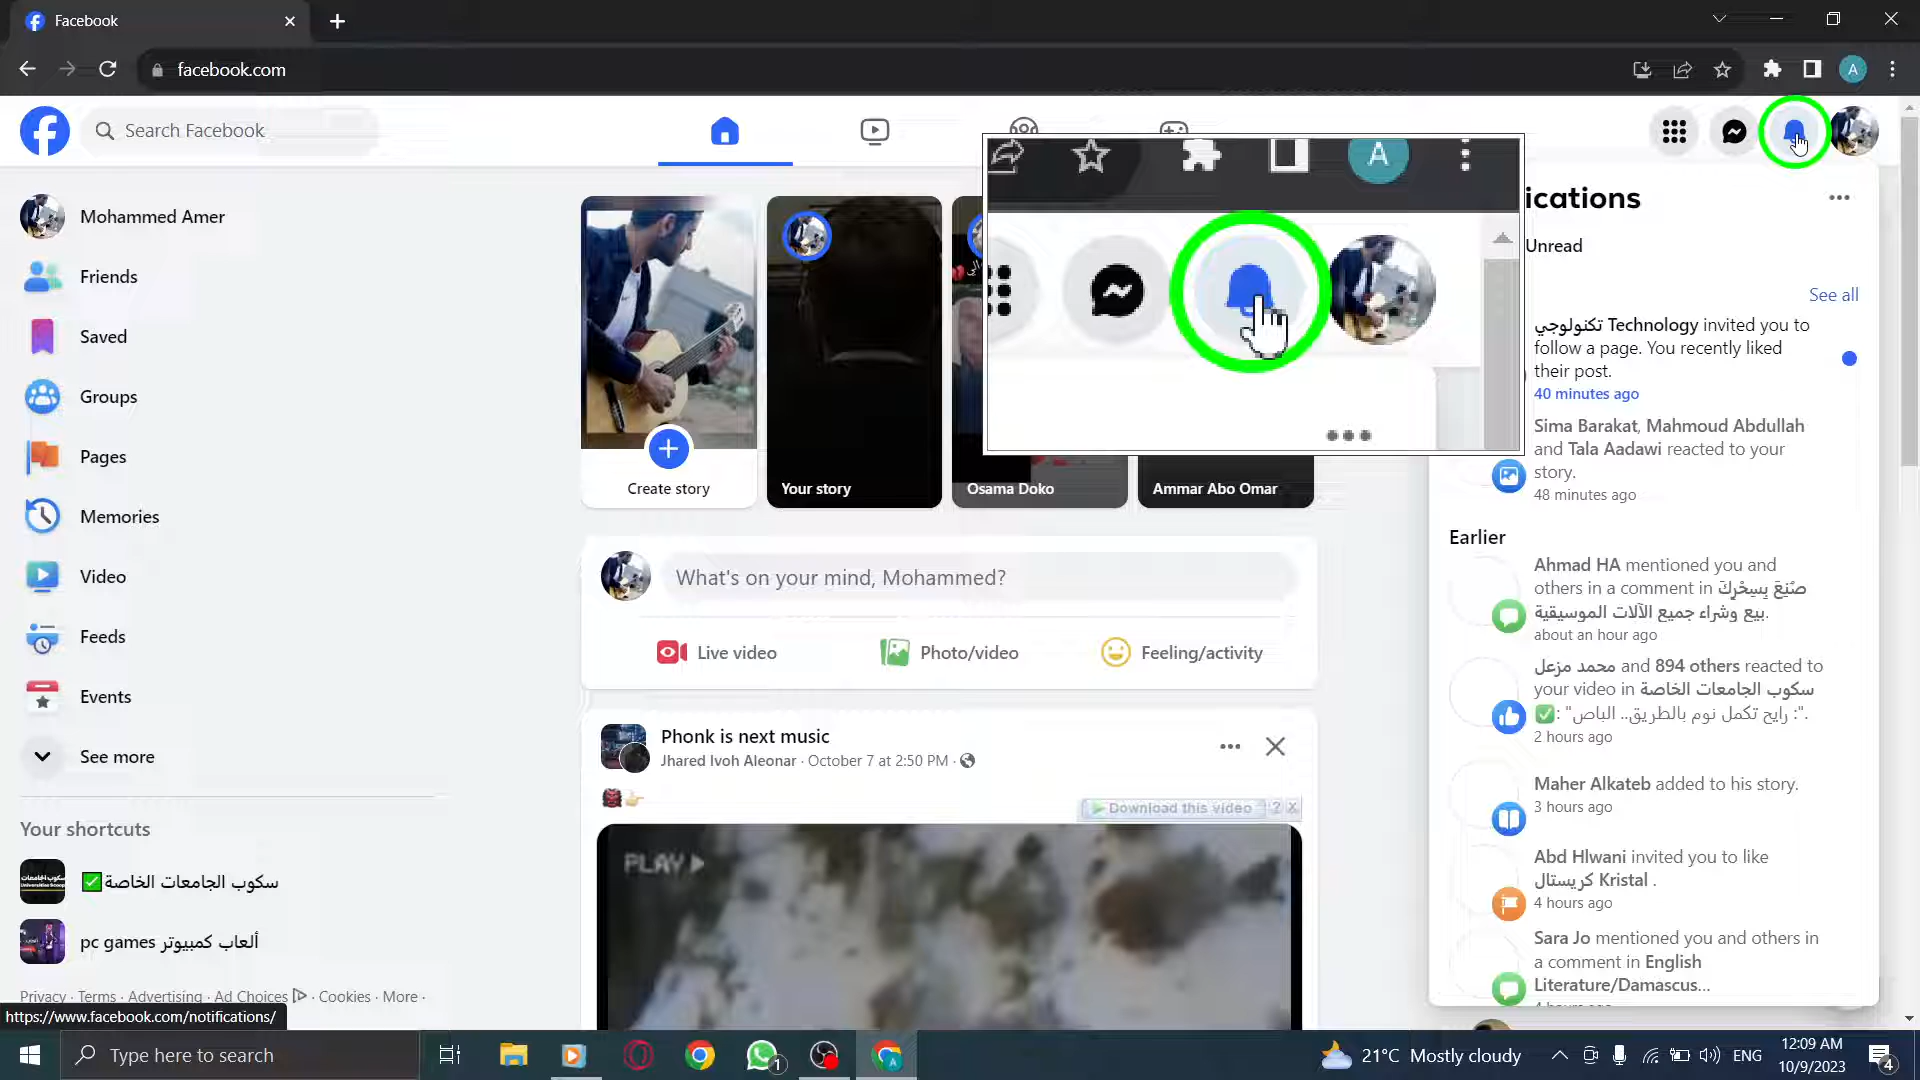 Facebook
facebook.com
A
Search Facebook
A
ications
Unread
See all
Mohammed Amer
Friends
Saved
Groups
Pages
Memories
Video
Feeds
Events
See more
Your shortcuts
سكوب الجامعات الخاصة✅
pc games ألعاب كمبيوتر
Privacy · Terms · Advertising · Ad Choices · Cookies · More ·
https://www.facebook.com/notifications/
Create story
Your story
Osama Doko
Ammar Abo Omar
What's on your mind, Mohammed?
Live video
Photo/video
Feeling/activity
Phonk is next music
Jhared Ivoh Aleonar · October 7 at 2:50 PM ·
Download this video ? X
PLAY
تكنولوجي Technology invited you to
follow a page. You recently liked
their post.
40 minutes ago
Sima Barakat, Mahmoud Abdullah
and Tala Aadawi reacted to your
story.
48 minutes ago
Earlier
Ahmad HA mentioned you and
others in a comment in صُنِعَ بِسِحْرِكَ
بيع وشراء جميع الآلات الموسيقية.
about an hour ago
محمد مزعل and 894 others reacted to
your video in سكوب الجامعات الخاصة
✅: "رايح تكمل نوم بالطريق.. الباص :".
2 hours ago
Maher Alkateb added to his story.
3 hours ago
Abd Hlwani invited you to like
كريستال Kristal .
4 hours ago
Sara Jo mentioned you and others in
a comment in English
Literature/Damascus...
4 hours ago
Type here to search
1
A
21°C Mostly cloudy
ENG
12:09 AM
10/9/2023
4